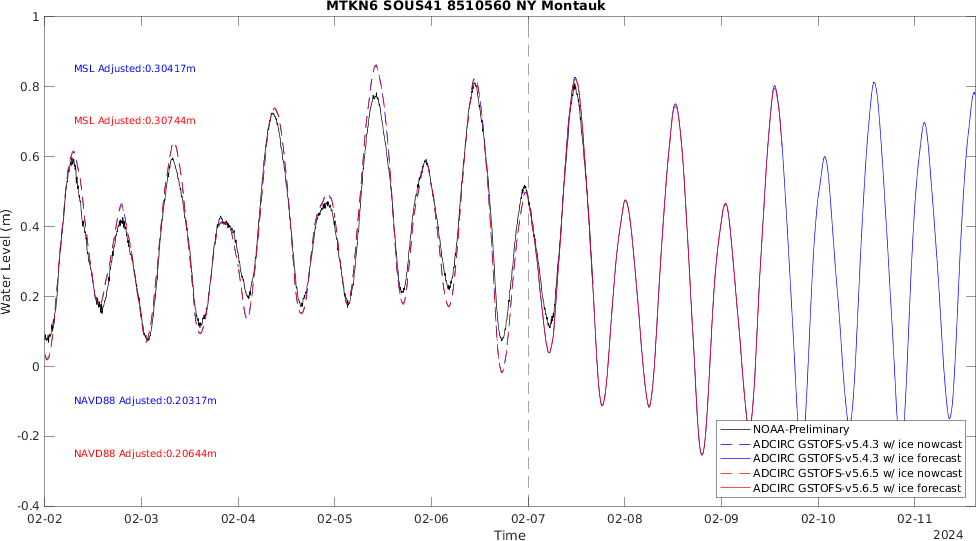 MTKN6 SOUS41 8510560 NY Montauk
1
0.8
0.6
0.4
0.2
0
-0.2
-0.4
Water Level (m)
MSL Adjusted:0.30417m
MSL Adjusted:0.30744m
NAVD88 Adjusted:0.20317m
NAVD88 Adjusted:0.20644m
NOAA-Preliminary
ADCIRC GSTOFS-v5.4.3 w/ ice nowcast
ADCIRC GSTOFS-v5.4.3 w/ ice forecast
ADCIRC GSTOFS-v5.6.5 w/ ice nowcast
ADCIRC GSTOFS-v5.6.5 w/ ice forecast
02-02 02-03 02-04 02-05 02-06 02-07 02-08 02-09 02-10 02-11
Time
2024